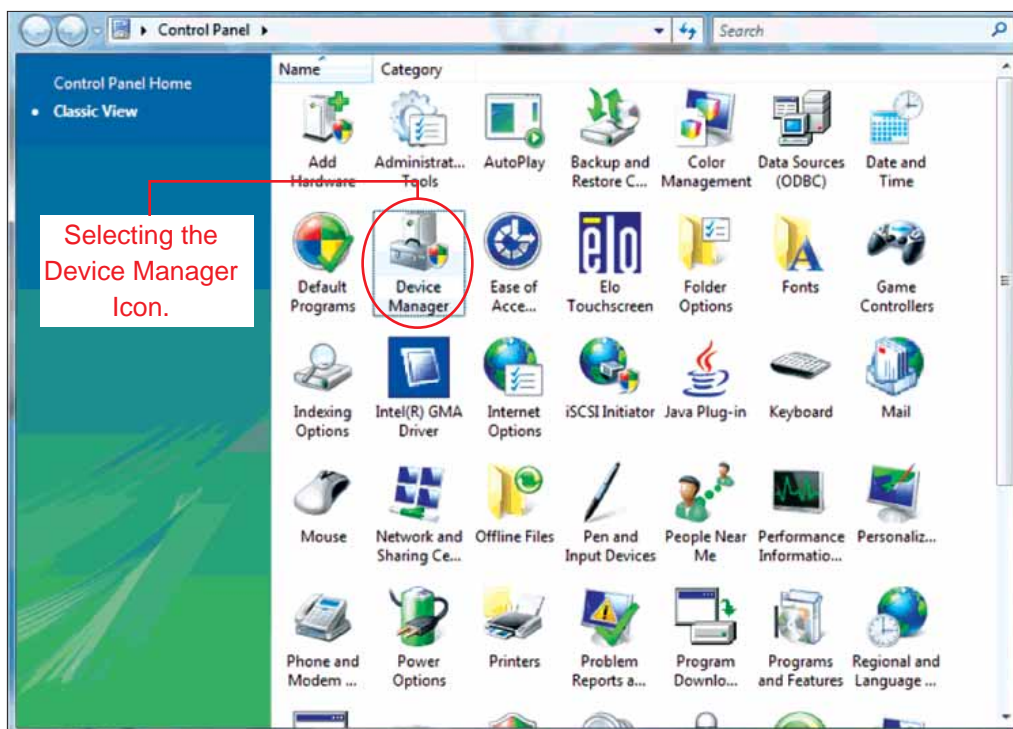 Control Panel
Search
Control Panel Home
Classic View
Name Category
Add Hardware
Administrat... Tools
AutoPlay
Backup and Restore C...
Color Management
Data Sources (ODBC)
Date and Time
Selecting the
Device Manager
Icon.
Default Programs
Device Manager
Ease of Acce...
elo
Elo Touchscreen
Folder Options
Fonts
Game Controllers
Indexing Options
Intel(R) GMA Driver
Internet Options
iSCSI Initiator
Java Plug-in
Keyboard
Mail
Mouse
Network and Sharing Ce...
Offline Files
Pen and Input Devices
People Near Me
Performance Informatio...
Personaliz...
Phone and Modem ...
Power Options
Printers
Problem Reports a...
Program Downlo...
Programs and Features
Regional and Language ...